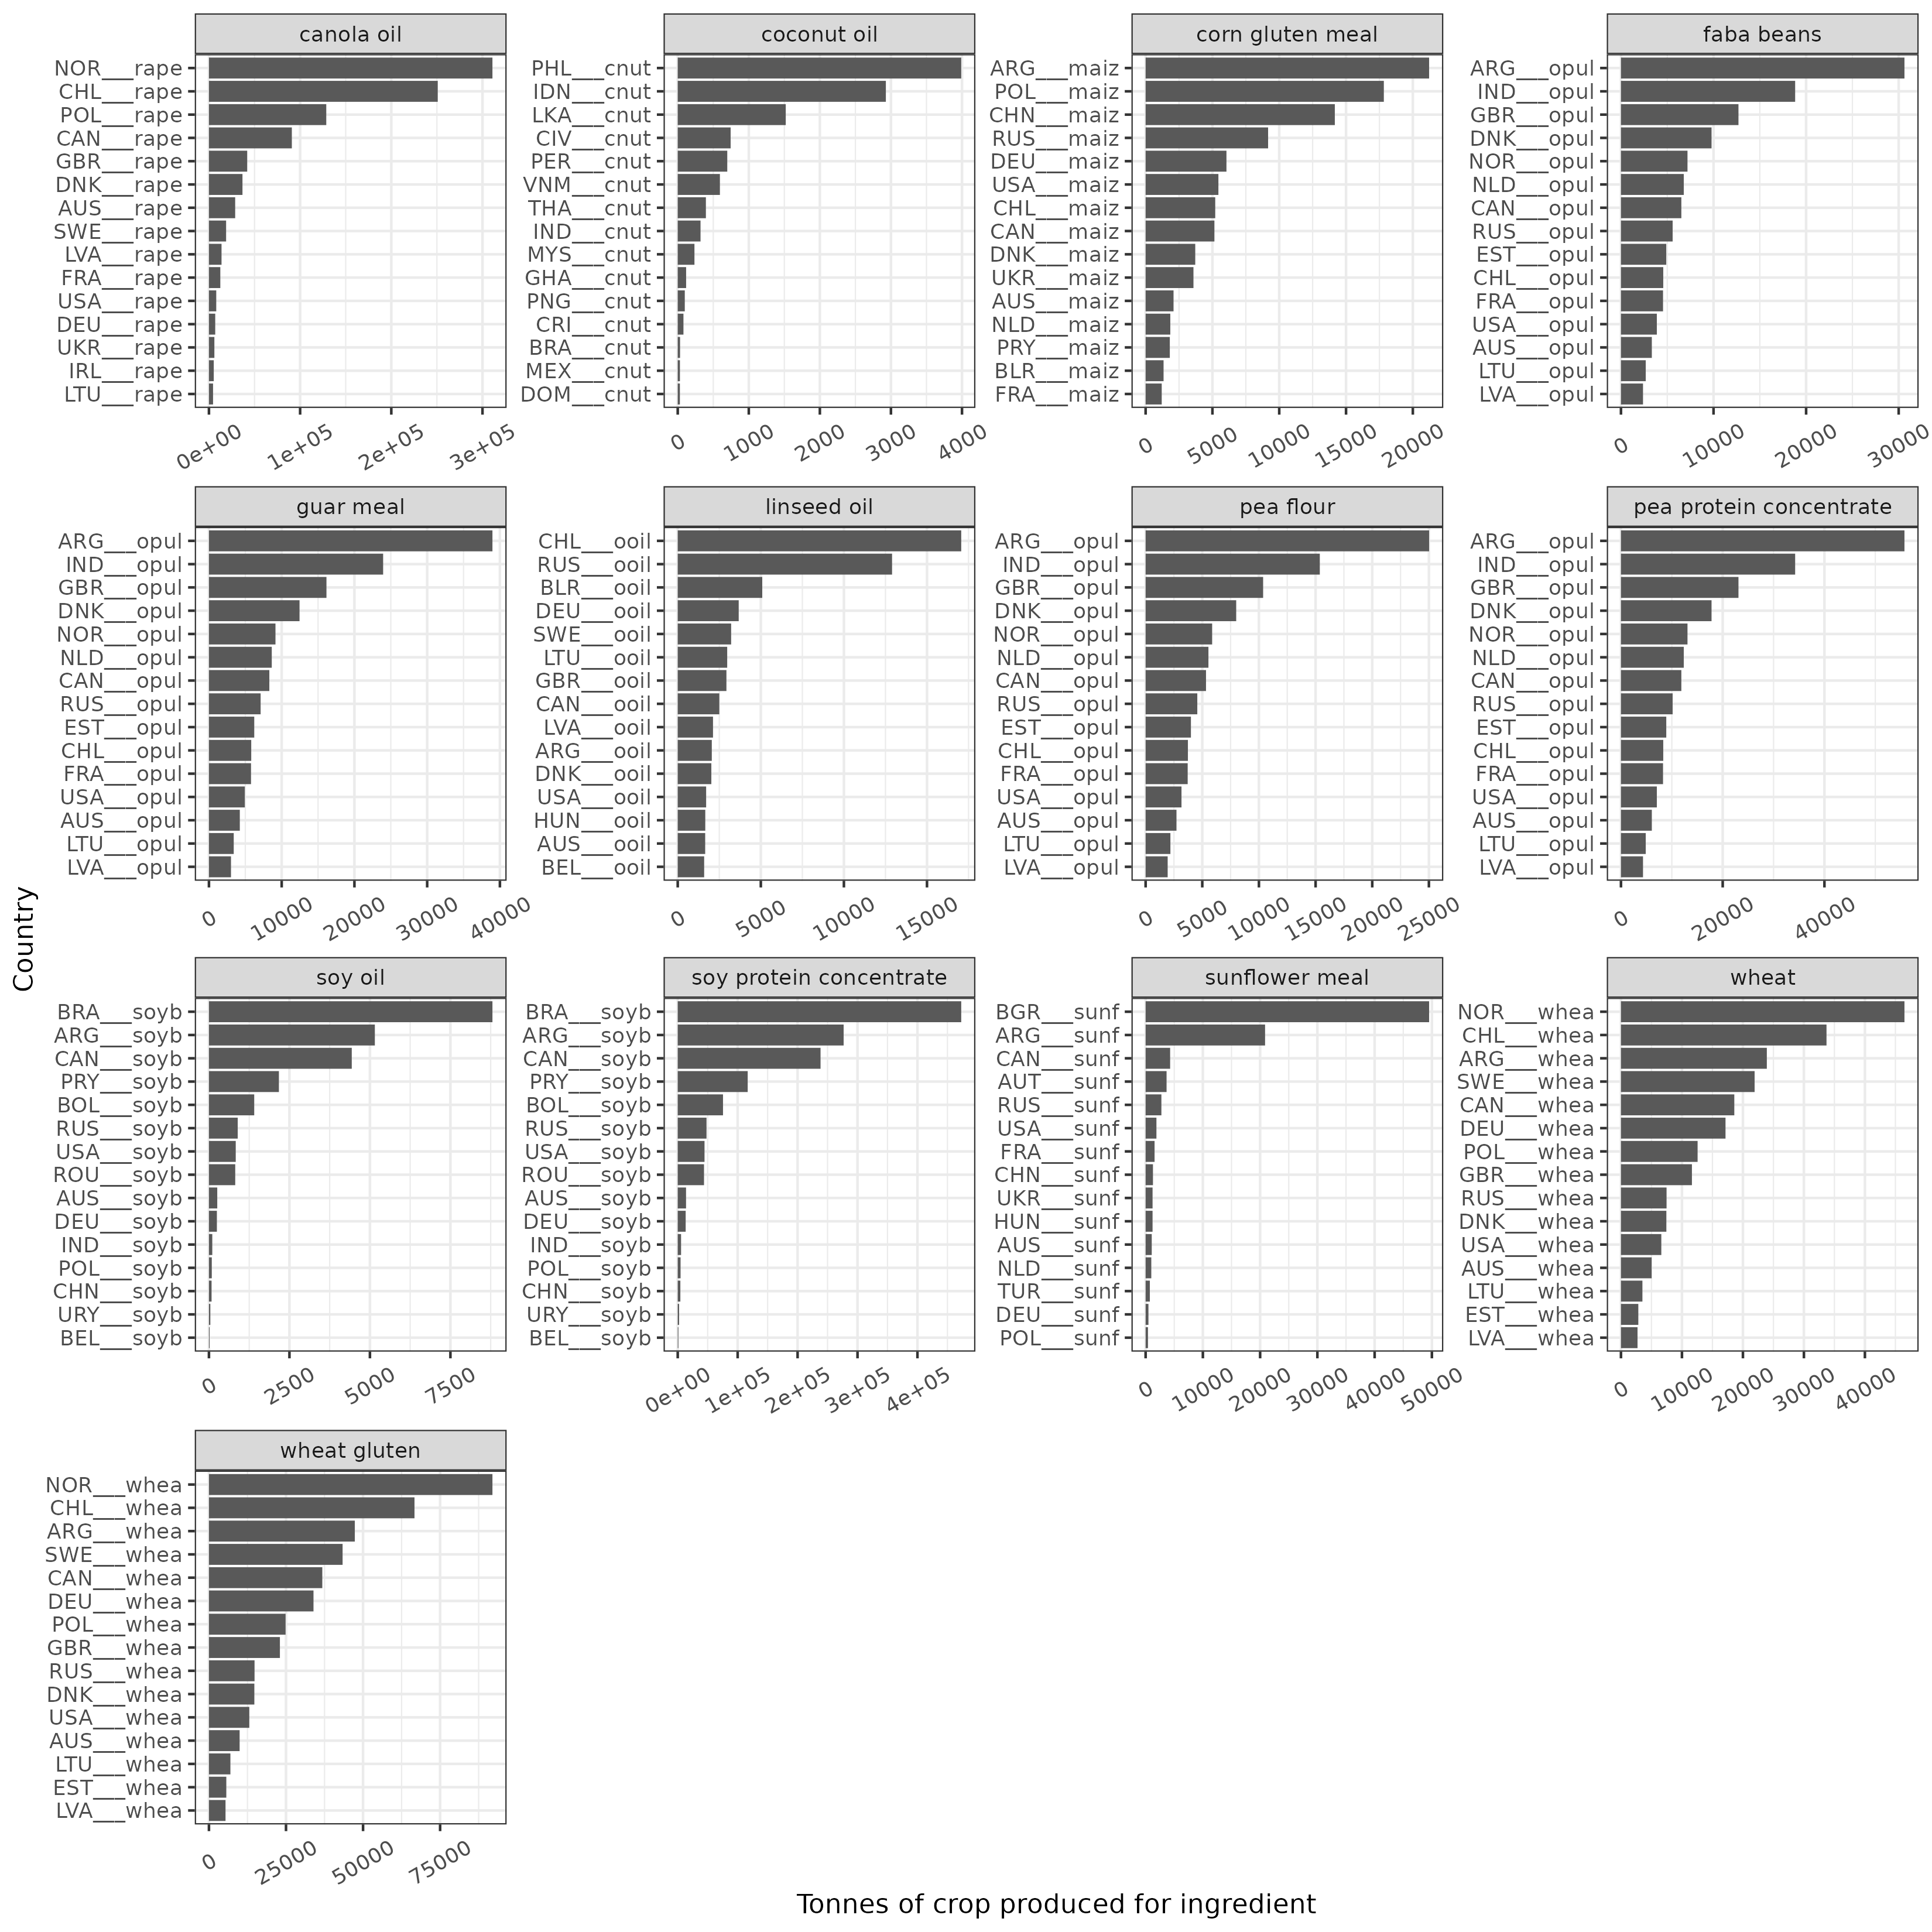 canola oil
NOR___rape
CHL___rape
POL___rape
CAN___rape
GBR___rape
DNK___rape
AUS___rape
SWE___rape
LVA___rape
FRA___rape
USA___rape
DEU___rape
UKR___rape
IRL___rape
LTU___rape
0e+00 1e+05 2e+05 3e+05
coconut oil
PHL___cnut
IDN___cnut
LKA___cnut
CIV___cnut
PER___cnut
VNM___cnut
THA___cnut
IND___cnut
MYS___cnut
GHA___cnut
PNG___cnut
CRI___cnut
BRA___cnut
MEX___cnut
DOM___cnut
0 1000 2000 3000 4000
corn gluten meal
ARG___maiz
POL___maiz
CHN___maiz
RUS___maiz
DEU___maiz
USA___maiz
CHL___maiz
CAN___maiz
DNK___maiz
UKR___maiz
AUS___maiz
NLD___maiz
PRY___maiz
BLR___maiz
FRA___maiz
0 5000 10000 15000 20000
faba beans
ARG___opul
IND___opul
GBR___opul
DNK___opul
NOR___opul
NLD___opul
CAN___opul
RUS___opul
EST___opul
CHL___opul
FRA___opul
USA___opul
AUS___opul
LTU___opul
LVA___opul
0 10000 20000 30000
guar meal
ARG___opul
IND___opul
GBR___opul
DNK___opul
NOR___opul
NLD___opul
CAN___opul
RUS___opul
EST___opul
CHL___opul
FRA___opul
USA___opul
AUS___opul
LTU___opul
LVA___opul
0 10000 20000 30000 40000
linseed oil
CHL___ooil
RUS___ooil
BLR___ooil
DEU___ooil
SWE___ooil
LTU___ooil
GBR___ooil
CAN___ooil
LVA___ooil
ARG___ooil
DNK___ooil
USA___ooil
HUN___ooil
AUS___ooil
BEL___ooil
0 5000 10000 15000
pea flour
ARG___opul
IND___opul
GBR___opul
DNK___opul
NOR___opul
NLD___opul
CAN___opul
RUS___opul
EST___opul
CHL___opul
FRA___opul
USA___opul
AUS___opul
LTU___opul
LVA___opul
0 5000 10000 15000 20000 25000
pea protein concentrate
ARG___opul
IND___opul
GBR___opul
DNK___opul
NOR___opul
NLD___opul
CAN___opul
RUS___opul
EST___opul
CHL___opul
FRA___opul
USA___opul
AUS___opul
LTU___opul
LVA___opul
0 20000 40000
Country
soy oil
BRA___soyb
ARG___soyb
CAN___soyb
PRY___soyb
BOL___soyb
RUS___soyb
USA___soyb
ROU___soyb
AUS___soyb
DEU___soyb
IND___soyb
POL___soyb
CHN___soyb
URY___soyb
BEL___soyb
0 2500 5000 7500
soy protein concentrate
BRA___soyb
ARG___soyb
CAN___soyb
PRY___soyb
BOL___soyb
RUS___soyb
USA___soyb
ROU___soyb
AUS___soyb
DEU___soyb
IND___soyb
POL___soyb
CHN___soyb
URY___soyb
BEL___soyb
0e+00 1e+05 2e+05 3e+05 4e+05
sunflower meal
BGR___sunf
ARG___sunf
CAN___sunf
AUT___sunf
RUS___sunf
USA___sunf
FRA___sunf
CHN___sunf
UKR___sunf
HUN___sunf
AUS___sunf
NLD___sunf
TUR___sunf
DEU___sunf
POL___sunf
0 10000 20000 30000 40000 50000
wheat
NOR___whea
CHL___whea
ARG___whea
SWE___whea
CAN___whea
DEU___whea
POL___whea
GBR___whea
RUS___whea
DNK___whea
USA___whea
AUS___whea
LTU___whea
EST___whea
LVA___whea
0 10000 20000 30000 40000
wheat gluten
NOR___whea
CHL___whea
ARG___whea
SWE___whea
CAN___whea
DEU___whea
POL___whea
GBR___whea
RUS___whea
DNK___whea
USA___whea
AUS___whea
LTU___whea
EST___whea
LVA___whea
0 25000 50000 75000
Tonnes of crop produced for ingredient